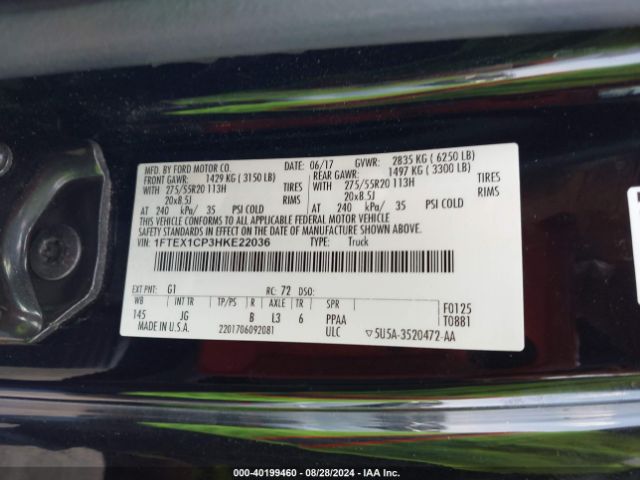 MFD. BY FORD MOTOR CO. DATE: 06/17 GVWR: 2835 KG ( 6250 LB)
FRONT GAWR: 1429 KG ( 3150 LB) REAR GAWR: 1497 KG ( 3300 LB)
WITH 275/55R20 113H TIRES WITH 275/55R20 113H TIRES
20x8.5J RIMS 20x8.5J RIMS
AT 240 kPa/ 35 PSI COLD AT 240 kPa/ 35 PSI COLD
THIS VEHICLE CONFORMS TO ALL APPLICABLE FEDERAL MOTOR VEHICLE
SAFETY STANDARDS IN EFFECT ON THE DATE OF MANUFACTURE SHOWN ABOVE.
VIN: 1FTEX1CP3HKE22036 TYPE: Truck
EXT PNT: G1 RC: 72 DSO:
WB INT TR TP/PS R AXLE TR SPR F0125
145 JG B L3 6 PPAA T0881
MADE IN U.S.A. 2201706092081 ULC 5U5A-3520472-AA
000-40199460 - 08/28/2024 - IAA Inc.